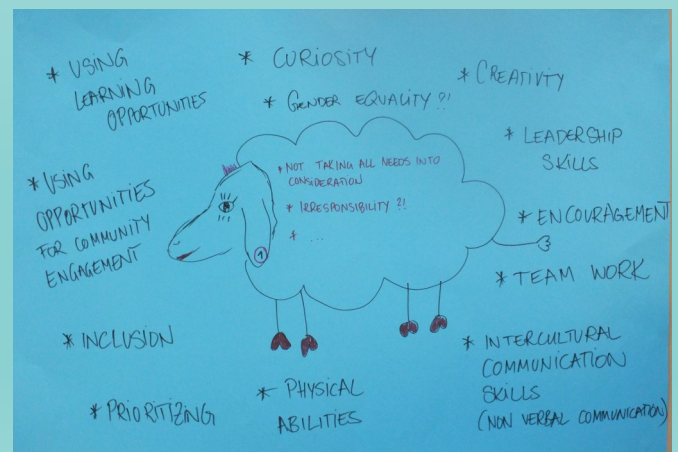 * USING
LEARNING
OPPORTUNITIES
* CURIOSITY
* GENDER EQUALITY ?!
* CREATIVITY
* LEADERSHIP
SKILLS
* USING
OPPORTUNITIES
FOR COMMUNITY
ENGAGEMENT
* NOT TAKING ALL NEEDS INTO
CONSIDERATION
* IRRESPONSIBILITY ?!
* ...
1
* ENCOURAGEMENT
* TEAM WORK
* INCLUSION
* PRIORITIZING
* PHYSICAL
ABILITIES
* INTERCULTURAL
COMMUNICATION
SKILLS
(NON VERBAL COMMUNICATION)